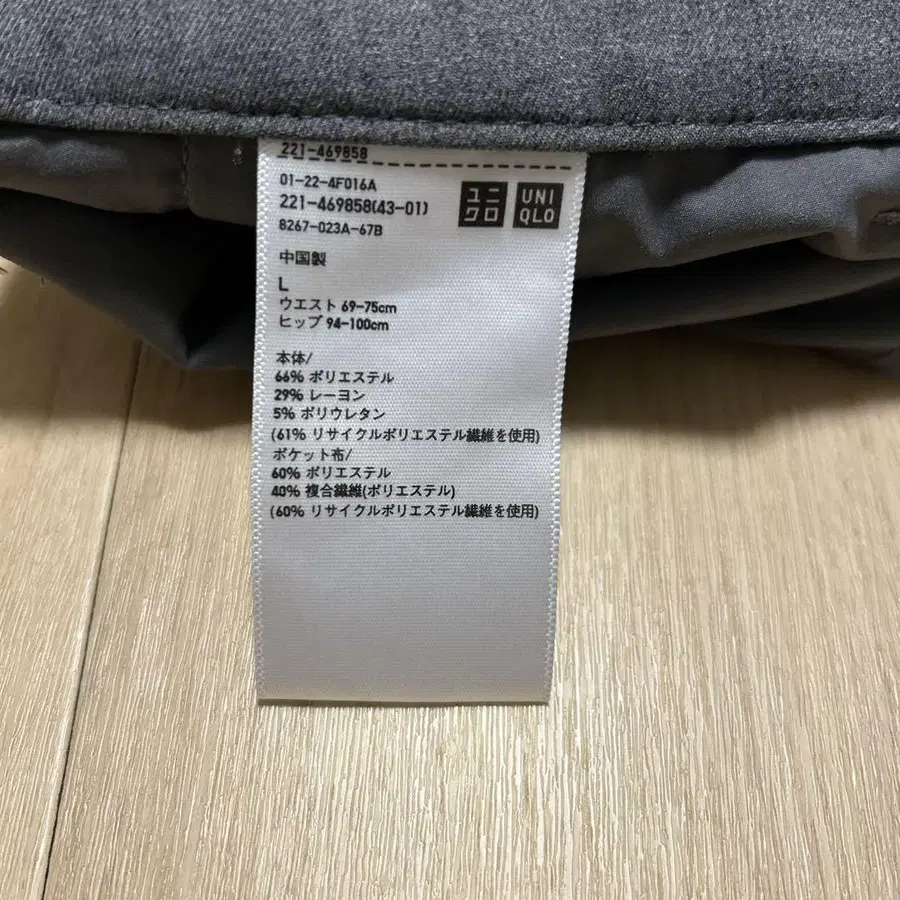 221-469858
01-22-4F016A
221-469858(43-01)
8267-023A-67B
ユニ
クロ
UNI
QLO
中国製
L
ウエスト 69-75cm
ヒップ 94-100cm
本体/
66% ポリエステル
29% レーヨン
5% ポリウレタン
(61% リサイクルポリエステル繊維を使用)
ポケット布/
60% ポリエステル
40% 複合繊維(ポリエステル)
(60% リサイクルポリエステル繊維を使用)